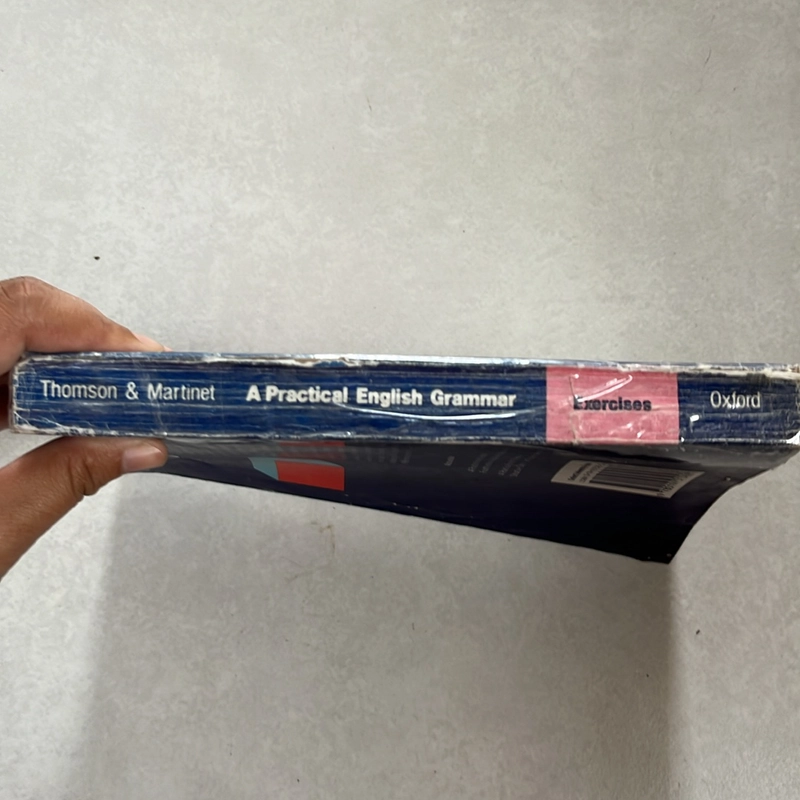 Thomson & Martinet A Practical English Grammar Exercises Oxford